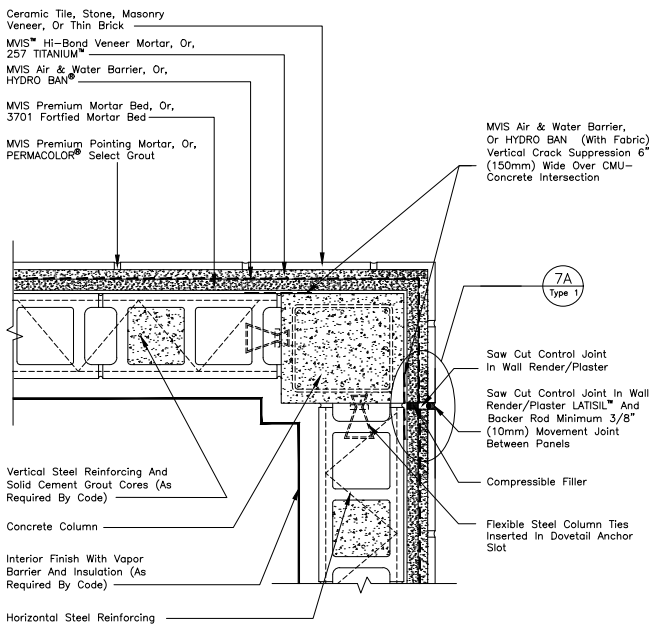 Ceramic Tile, Stone, Masonry
Veneer, Or Thin Brick
MVIS™ Hi-Bond Veneer Mortar, Or,
257 TITANIUM™
MVIS Air & Water Barrier, Or,
HYDRO BAN®
MVIS Premium Mortar Bed, Or,
3701 Fortfied Mortar Bed
MVIS Premium Pointing Mortar, Or,
PERMACOLOR® Select Grout
MVIS Air & Water Barrier,
Or HYDRO BAN (With Fabric)
Vertical Crack Suppression 6"
(150mm) Wide Over CMU-
Concrete Intersection
7A
Type 1
Saw Cut Control Joint
In Wall Render/Plaster
Saw Cut Control Joint In Wall
Render/Plaster LATISIL™ And
Backer Rod Minimum 3/8"
(10mm) Movement Joint
Between Panels
Compressible Filler
Flexible Steel Column Ties
Inserted In Dovetail Anchor
Slot
Vertical Steel Reinforcing And
Solid Cement Grout Cores (As
Required By Code)
Concrete Column
Interior Finish With Vapor
Barrier And Insulation (As
Required By Code)
Horizontal Steel Reinforcing